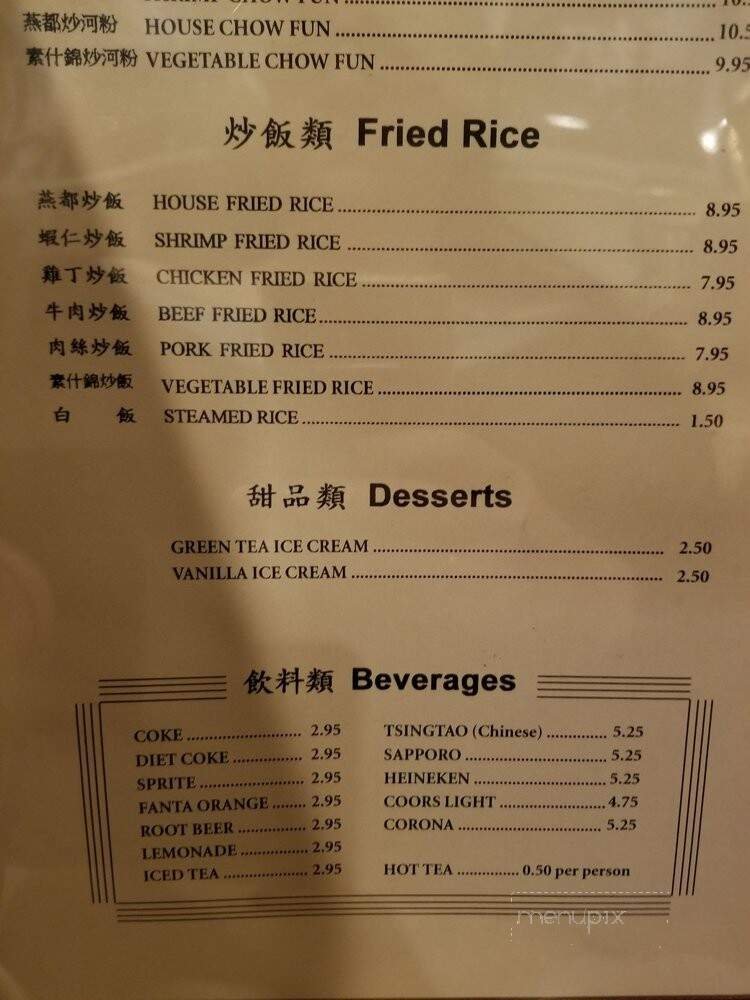 SHRIMP CHOW FUN
燕都炒河粉 HOUSE CHOW FUN ........ 10.5
素什錦炒河粉 VEGETABLE CHOW FUN ........ 9.95
炒飯類 Fried Rice
燕都炒飯 HOUSE FRIED RICE ........ 8.95
蝦仁炒飯 SHRIMP FRIED RICE ........ 8.95
雞丁炒飯 CHICKEN FRIED RICE ........ 7.95
牛肉炒飯 BEEF FRIED RICE ........ 8.95
肉絲炒飯 PORK FRIED RICE ........ 7.95
素什錦炒飯 VEGETABLE FRIED RICE ........ 8.95
白 飯 STEAMED RICE ........ 1.50
甜品類 Desserts
GREEN TEA ICE CREAM ........ 2.50
VANILLA ICE CREAM ........ 2.50
飲料類 Beverages
COKE ........ 2.95
DIET COKE ........ 2.95
SPRITE ........ 2.95
FANTA ORANGE ........ 2.95
ROOT BEER ........ 2.95
LEMONADE ........ 2.95
ICED TEA ........ 2.95
TSINGTAO (Chinese) ........ 5.25
SAPPORO ........ 5.25
HEINEKEN ........ 5.25
COORS LIGHT ........ 4.75
CORONA ........ 5.25
HOT TEA ........ 0.50 per person
menupix